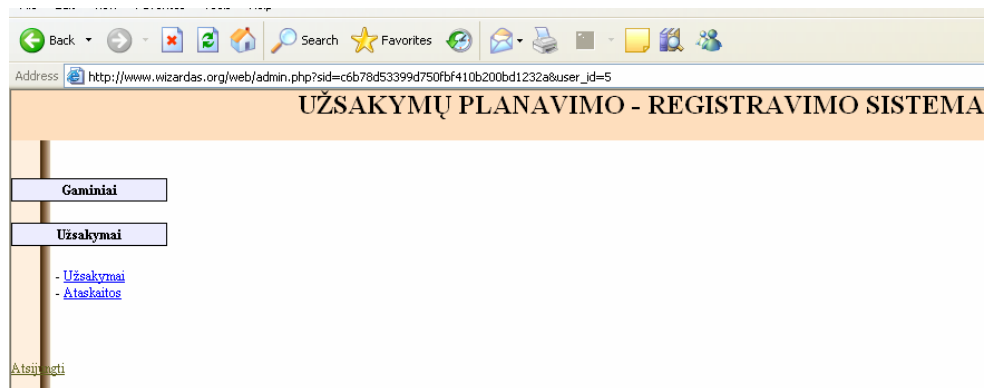 Back Search Favorites
Address http://www.wizardas.org/web/admin.php?sid=c6b78d53399d750fbf410b200bd1232a&user_id=5
UŽSAKYMŲ PLANAVIMO - REGISTRAVIMO SISTEMA
Gaminiai
Užsakymai
- Užsakymai
- Ataskaitos
Atsijungti